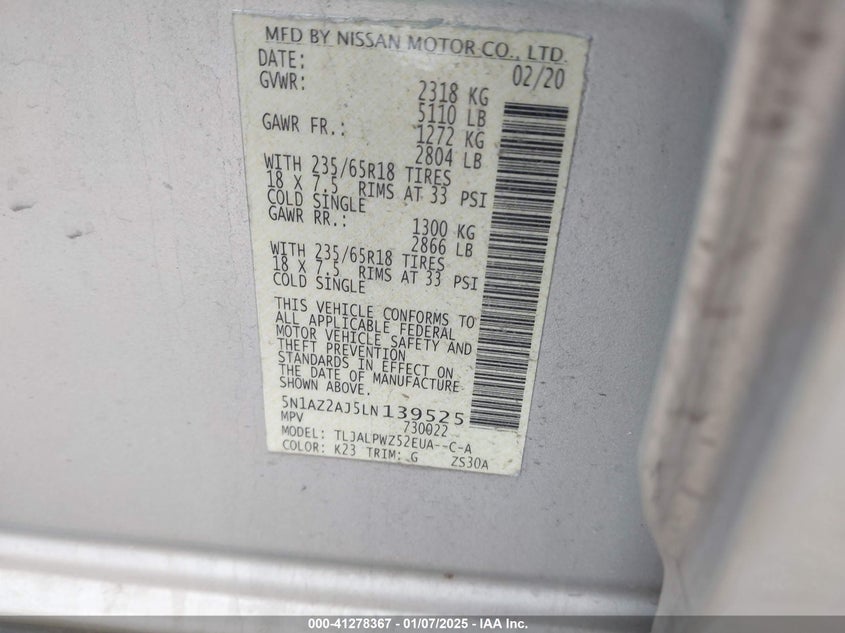 MFD BY NISSAN MOTOR CO., LTD.
DATE: 02/20
GVWR: 2318 KG
5110 LB
GAWR FR.: 1272 KG
2804 LB
WITH 235/65R18 TIRES
18 X 7.5 RIMS AT 33 PSI
COLD SINGLE
GAWR RR.: 1300 KG
2866 LB
WITH 235/65R18 TIRES
18 X 7.5 RIMS AT 33 PSI
COLD SINGLE
THIS VEHICLE CONFORMS TO
ALL APPLICABLE FEDERAL
MOTOR VEHICLE SAFETY AND
THEFT PREVENTION
STANDARDS IN EFFECT ON
THE DATE OF MANUFACTURE
SHOWN ABOVE.
5N1AZ2AJ5LN139525
MPV 730022
MODEL: TLJALPWZ52EUA--C-A
COLOR: K23 TRIM: G ZS30A
000-41278367 - 01/07/2025 - IAA Inc.